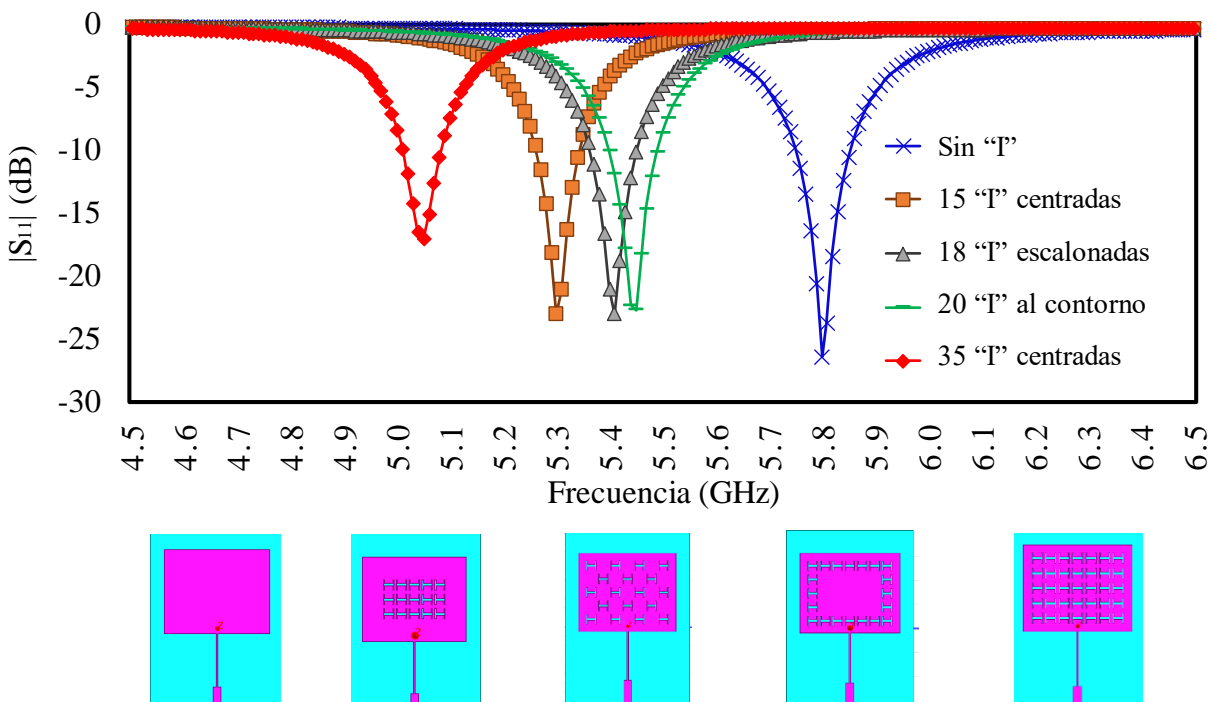 0
-5
-10
-15
-20
-25
-30
|S11| (dB)
Sin “I”
15 “I” centradas
18 “I” escalonadas
20 “I” al contorno
35 “I” centradas
4.5 4.6 4.7 4.8 4.9 5.0 5.1 5.2 5.3 5.4 5.5 5.6 5.7 5.8 5.9 6.0 6.1 6.2 6.3 6.4 6.5
Frecuencia (GHz)